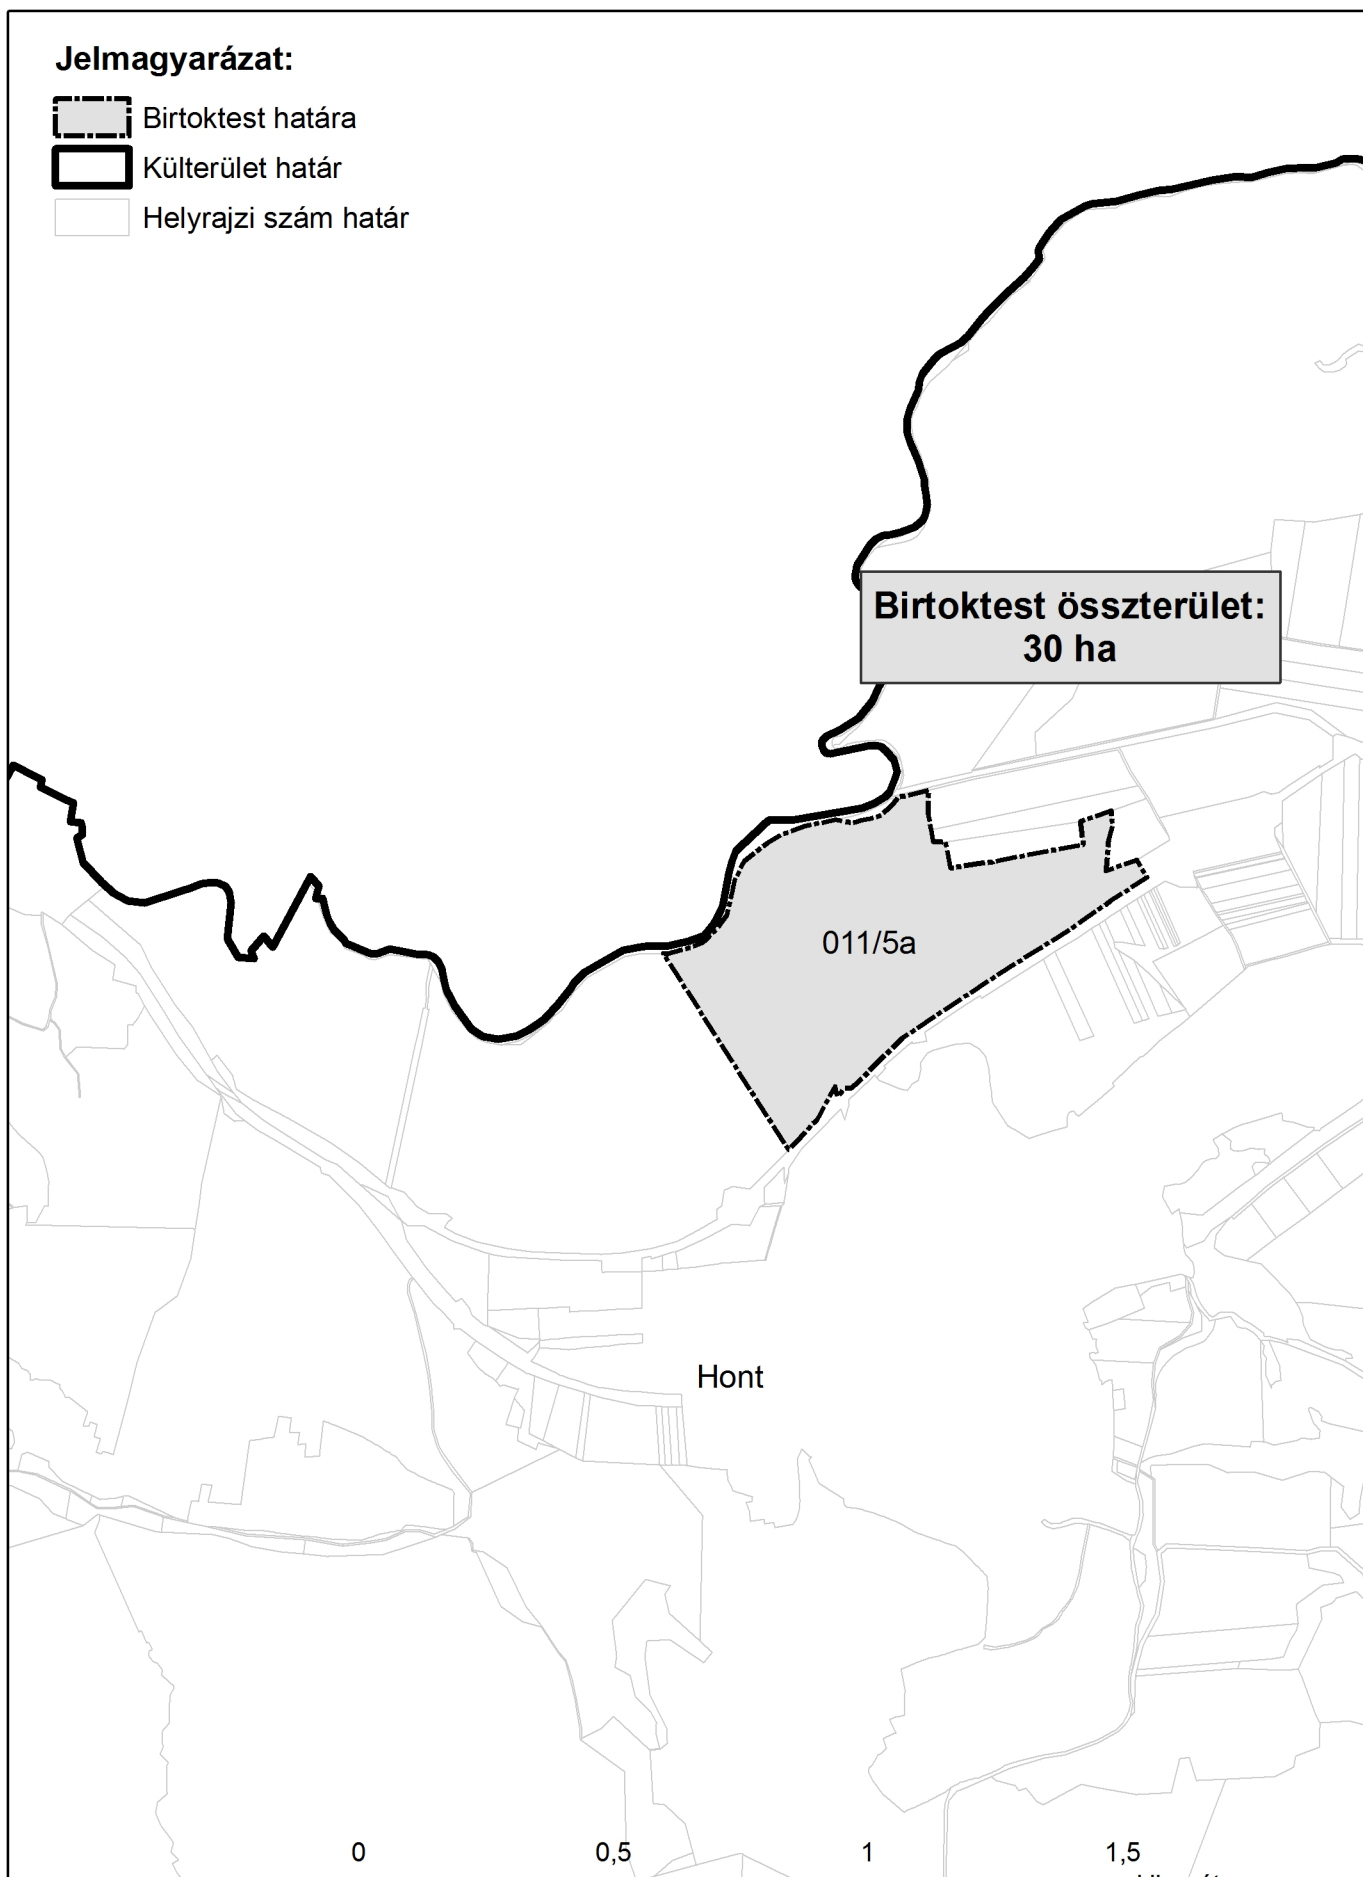 Jelmagyarázat:
Birtoktest határa
Külterület határ
Helyrajzi szám határ
Birtoktest összterület:
30 ha
011/5a
Hont
0 0,5 1 1,5